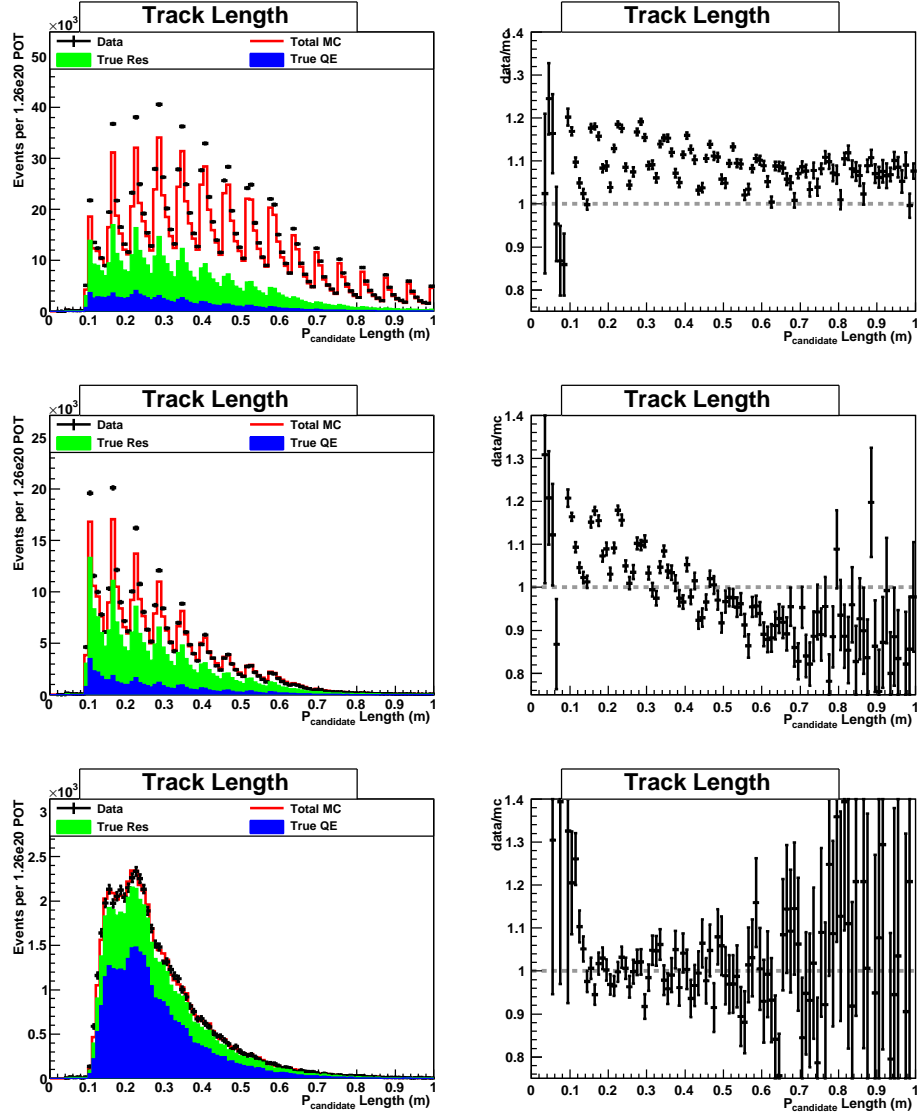 Track Length
×10³
Events per 1.26e20 POT
Data
Total MC
True Res
True QE
50
40
30
20
10
0
0 0.1 0.2 0.3 0.4 0.5 0.6 0.7 0.8 0.9 1
P candidate Length (m)
Track Length
data/mc
1.4
1.3
1.2
1.1
1
0.9
0.8
0 0.1 0.2 0.3 0.4 0.5 0.6 0.7 0.8 0.9 1
P candidate Length (m)
Track Length
×10³
Events per 1.26e20 POT
Data
Total MC
True Res
True QE
25
20
15
10
5
0
0 0.1 0.2 0.3 0.4 0.5 0.6 0.7 0.8 0.9 1
P candidate Length (m)
Track Length
data/mc
1.4
1.3
1.2
1.1
1
0.9
0.8
0 0.1 0.2 0.3 0.4 0.5 0.6 0.7 0.8 0.9 1
P candidate Length (m)
Track Length
×10³
Events per 1.26e20 POT
Data
Total MC
True Res
True QE
3
2.5
2
1.5
1
0.5
0
0 0.1 0.2 0.3 0.4 0.5 0.6 0.7 0.8 0.9 1
P candidate Length (m)
Track Length
data/mc
1.4
1.3
1.2
1.1
1
0.9
0.8
0 0.1 0.2 0.3 0.4 0.5 0.6 0.7 0.8 0.9 1
P candidate Length (m)